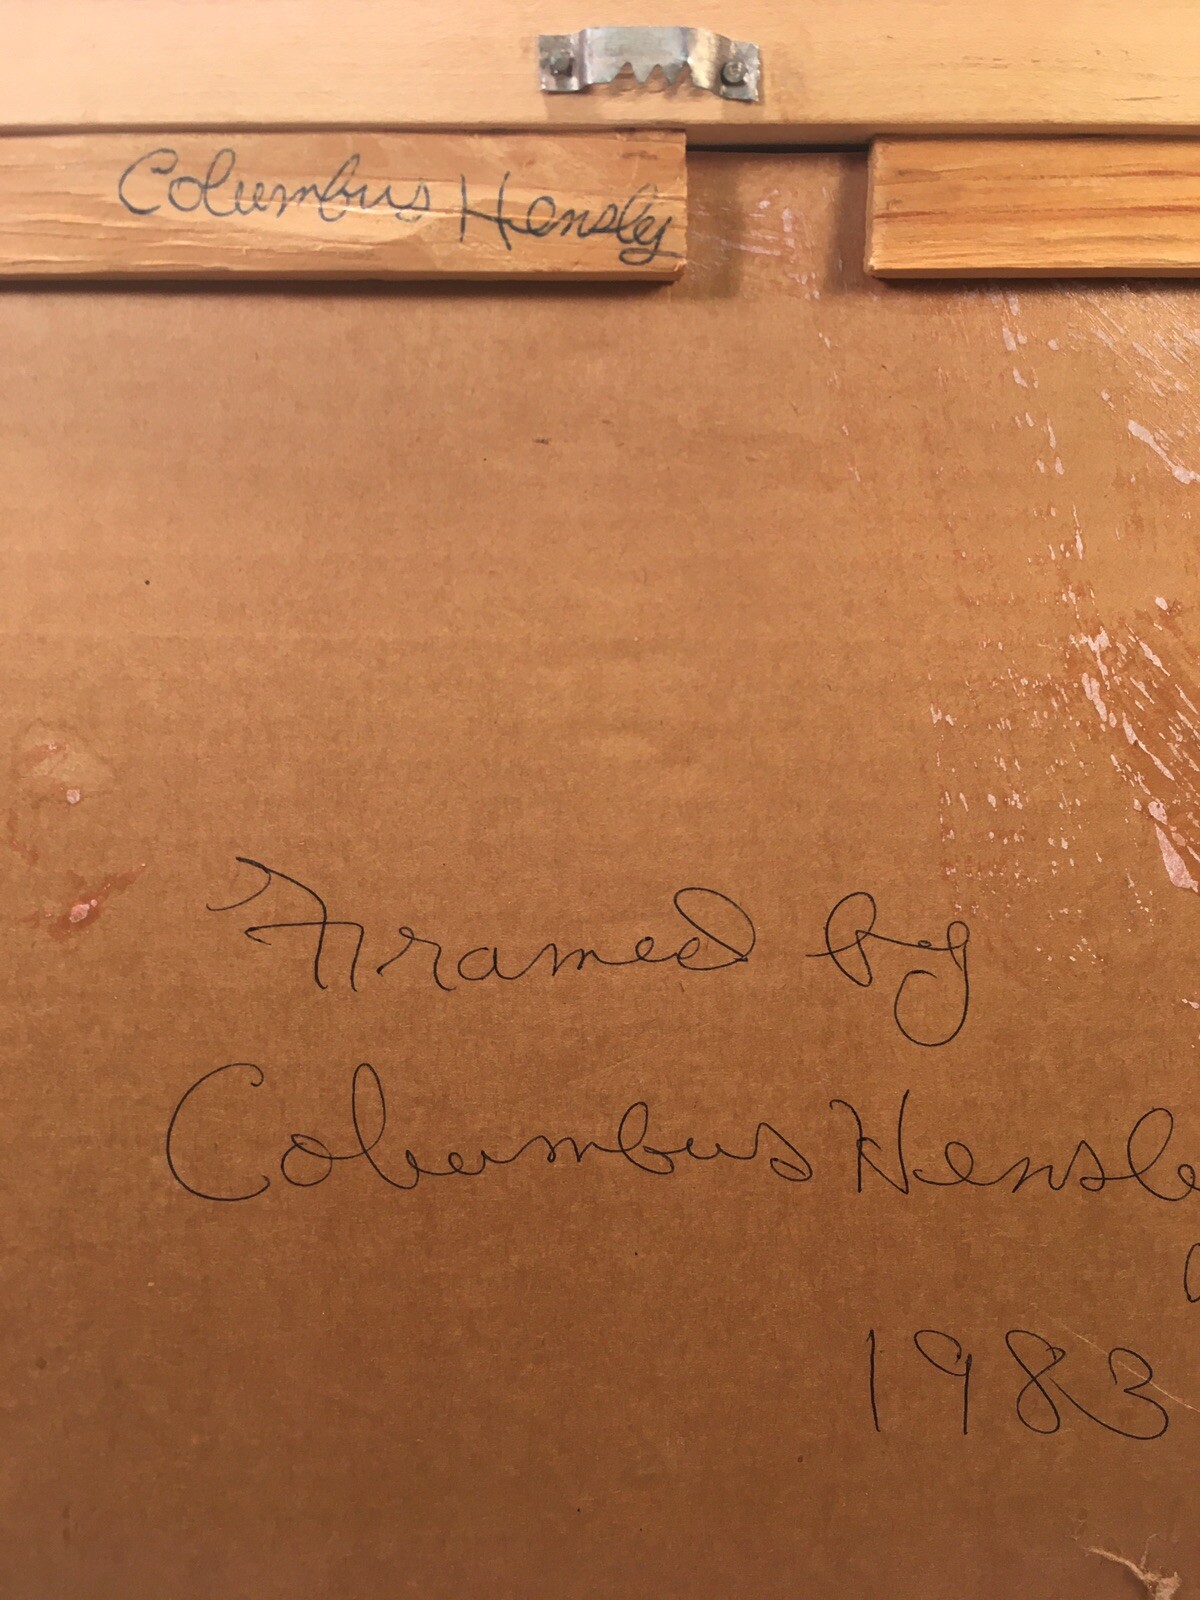 Columbus Hensley
Framed by
Columbus Hensle
1983